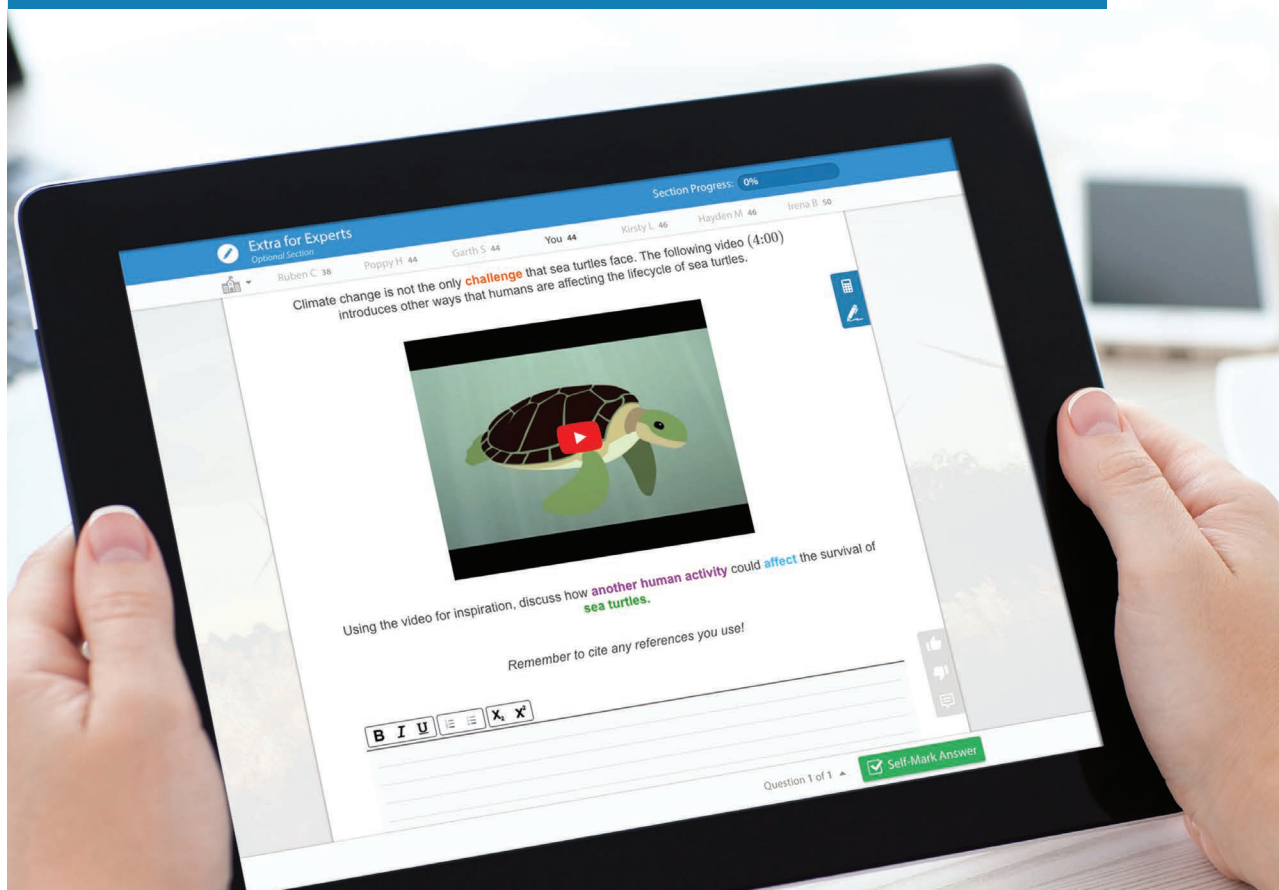 Extra for Experts
Optional Section
Section Progress: 0%
Ruben C 38 Poppy H 44 Garth S 44 You 44 Kirsty L 46 Hayden M 46 Irena B 50
Climate change is not the only challenge that sea turtles face. The following video (4:00)
introduces other ways that humans are affecting the lifecycle of sea turtles.
Using the video for inspiration, discuss how another human activity could affect the survival of
sea turtles.
Remember to cite any references you use!
B I U X₂ X²
Question 1 of 1
Self-Mark Answer